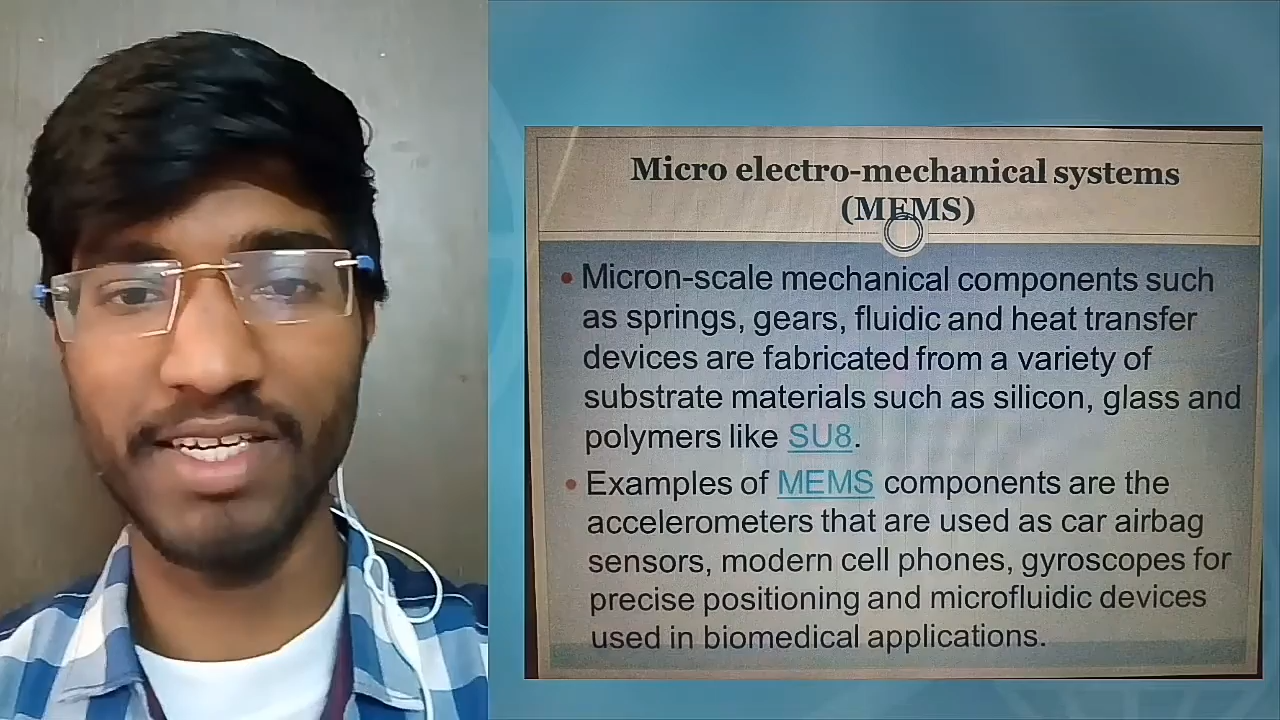 Micro electro-mechanical systems
(MEMS)
• Micron-scale mechanical components such
as springs, gears, fluidic and heat transfer
devices are fabricated from a variety of
substrate materials such as silicon, glass and
polymers like SU8.
• Examples of MEMS components are the
accelerometers that are used as car airbag
sensors, modern cell phones, gyroscopes for
precise positioning and microfluidic devices
used in biomedical applications.